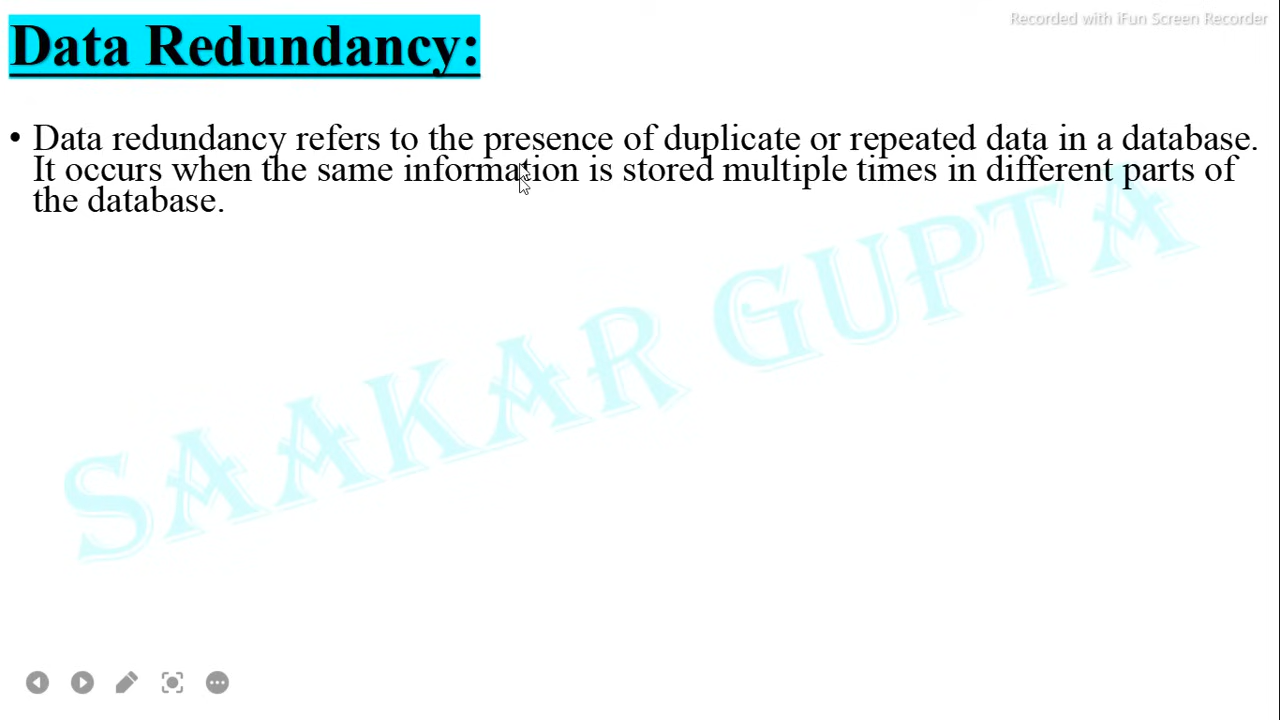 Recorded with iFun Screen Recorder
Data Redundancy:
• Data redundancy refers to the presence of duplicate or repeated data in a database.
It occurs when the same information is stored multiple times in different parts of
the database.
SAAKAR GUPTA